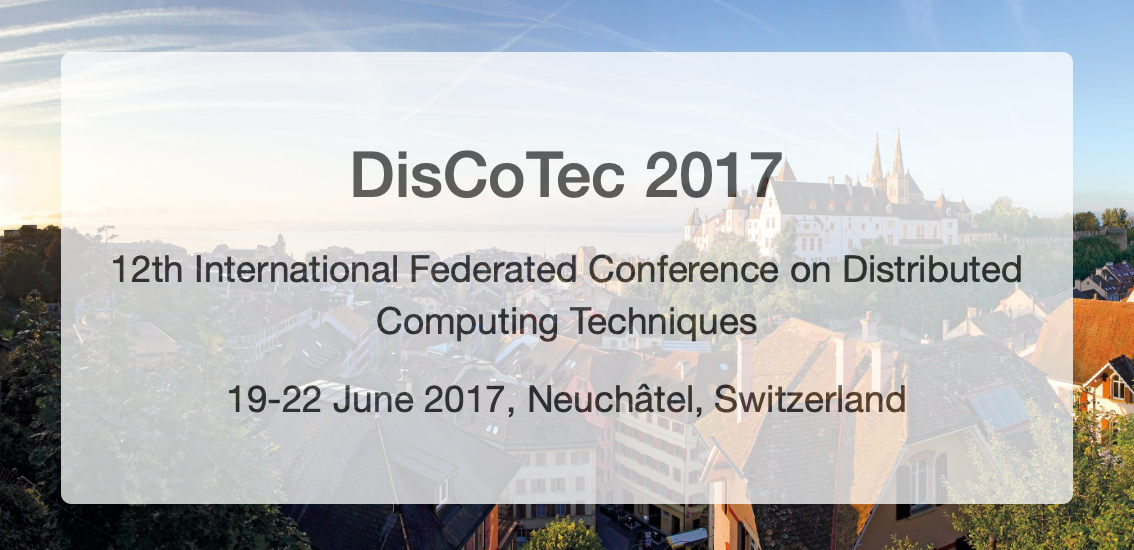 DisCoTec 2017
12th International Federated Conference on Distributed
Computing Techniques
19-22 June 2017, Neuchâtel, Switzerland